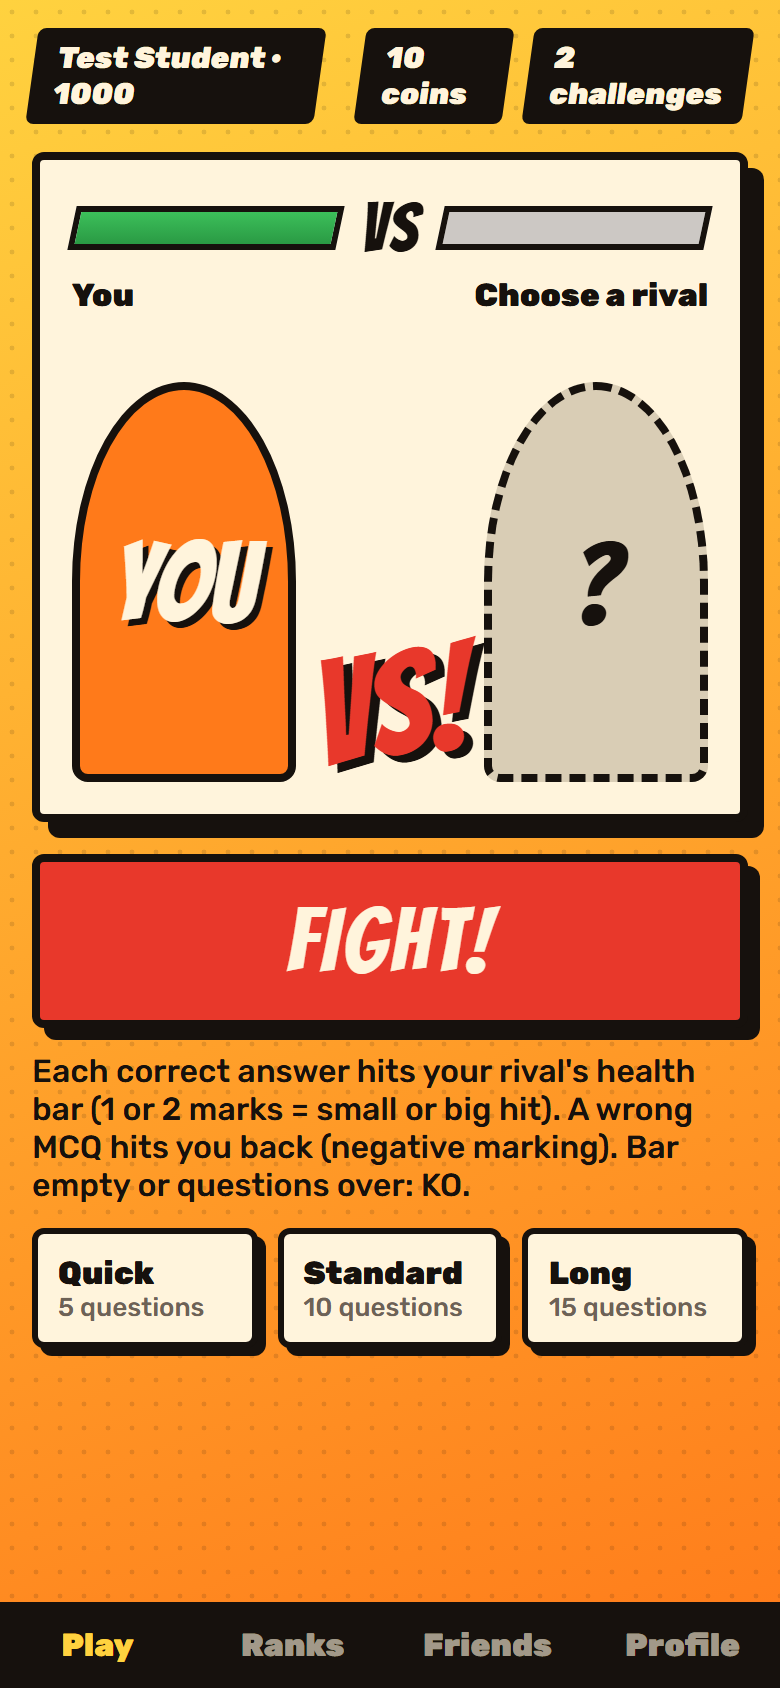 Test Student •
1000
10
coins
2
challenges
VS
You
Choose a rival
YOU
?
VS!
FIGHT!
Each correct answer hits your rival's health
bar (1 or 2 marks = small or big hit). A wrong
MCQ hits you back (negative marking). Bar
empty or questions over: KO.
Quick
5 questions
Standard
10 questions
Long
15 questions
Play
Ranks
Friends
Profile